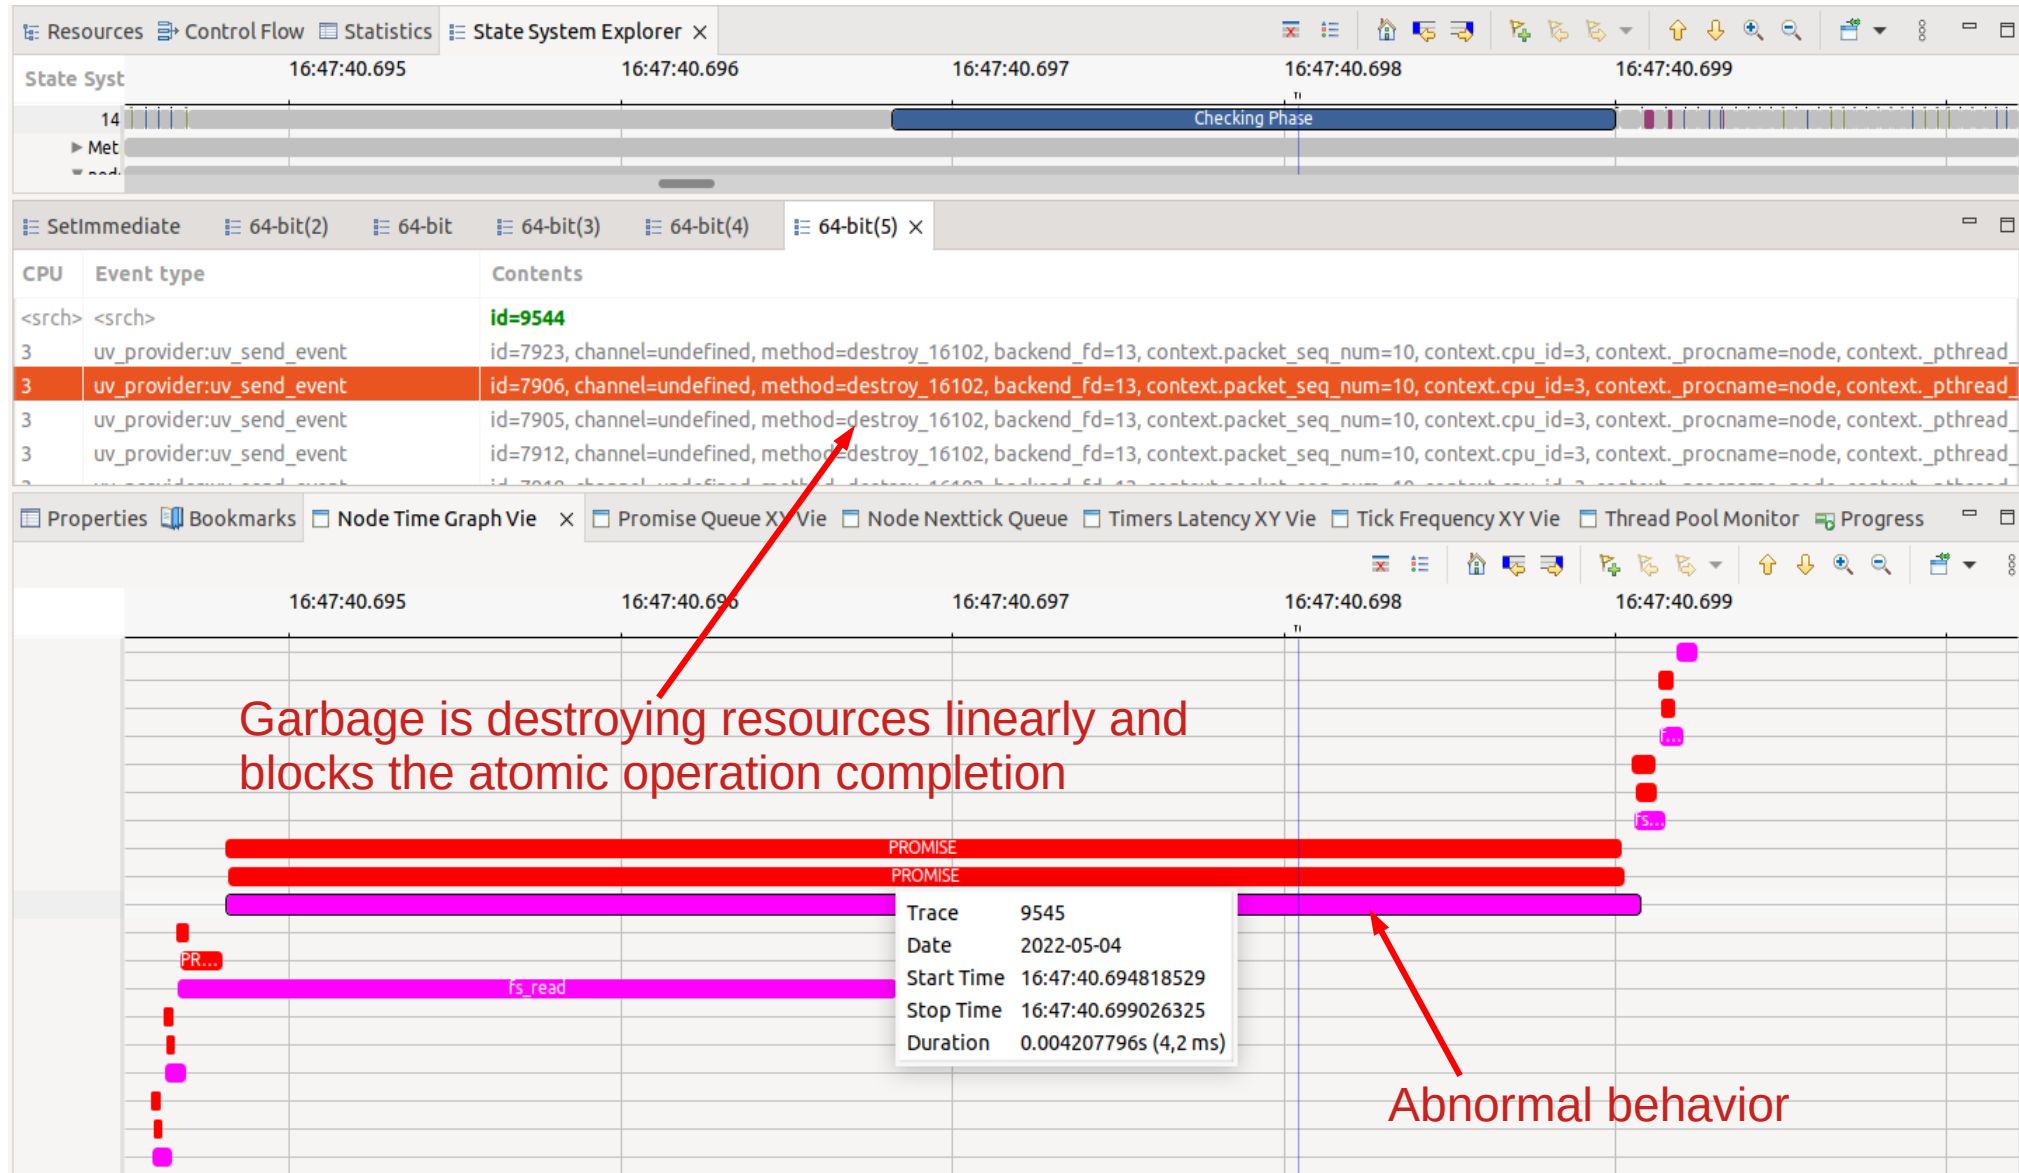 Resources Control Flow Statistics State System Explorer
State Syst
16:47:40.695 16:47:40.696 16:47:40.697 16:47:40.698 16:47:40.699
14 Checking Phase
Met
SetImmediate 64-bit(2) 64-bit 64-bit(3) 64-bit(4) 64-bit(5)
CPU Event type Contents
<srch> <srch> id=9544
3 uv_provider:uv_send_event id=7923, channel=undefined, method=destroy_16102, backend_fd=13, context.packet_seq_num=10, context.cpu_id=3, context._procname=node, context._pthread_
3 uv_provider:uv_send_event id=7906, channel=undefined, method=destroy_16102, backend_fd=13, context.packet_seq_num=10, context.cpu_id=3, context._procname=node, context._pthread_
3 uv_provider:uv_send_event id=7905, channel=undefined, method=destroy_16102, backend_fd=13, context.packet_seq_num=10, context.cpu_id=3, context._procname=node, context._pthread_
3 uv_provider:uv_send_event id=7912, channel=undefined, method=destroy_16102, backend_fd=13, context.packet_seq_num=10, context.cpu_id=3, context._procname=node, context._pthread_
Properties Bookmarks Node Time Graph Vie Promise Queue XY Vie Node Nexttick Queue Timers Latency XY Vie Tick Frequency XY Vie Thread Pool Monitor Progress
16:47:40.695 16:47:40.696 16:47:40.697 16:47:40.698 16:47:40.699
Garbage is destroying resources linearly and
blocks the atomic operation completion
f...
fs...
PROMISE
PROMISE
Trace 9545
Date 2022-05-04
PR...
fs_read
Start Time 16:47:40.694818529
Stop Time 16:47:40.699026325
Duration 0.004207796s (4,2 ms)
Abnormal behavior